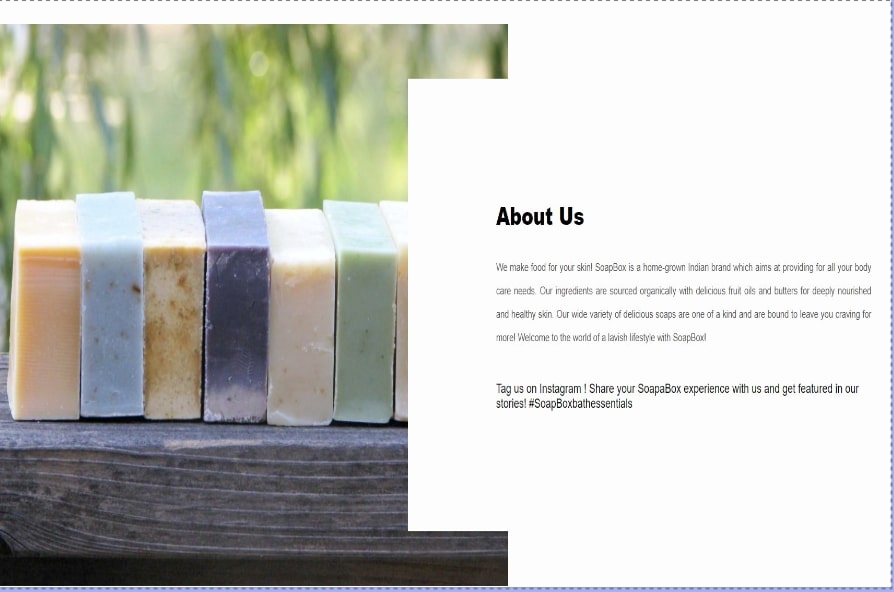 About Us
We make food for your skin! SoapBox is a home-grown Indian brand which aims at providing for all your body
care needs. Our ingredients are sourced organically with delicious fruit oils and butters for deeply nourished
and healthy skin. Our wide variety of delicious soaps are one of a kind and are bound to leave you craving for
more! Welcome to the world of a lavish lifestyle with SoapBox!
Tag us on Instagram ! Share your SoapaBox experience with us and get featured in our
stories! #SoapBoxbathessentials